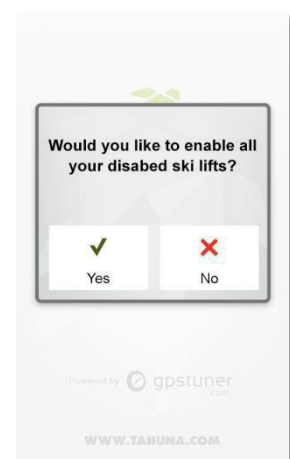 Would you like to enable all
your disabed ski lifts?
Yes
No
Powered by gpstuner
.com
WWW.TAHUNA.COM